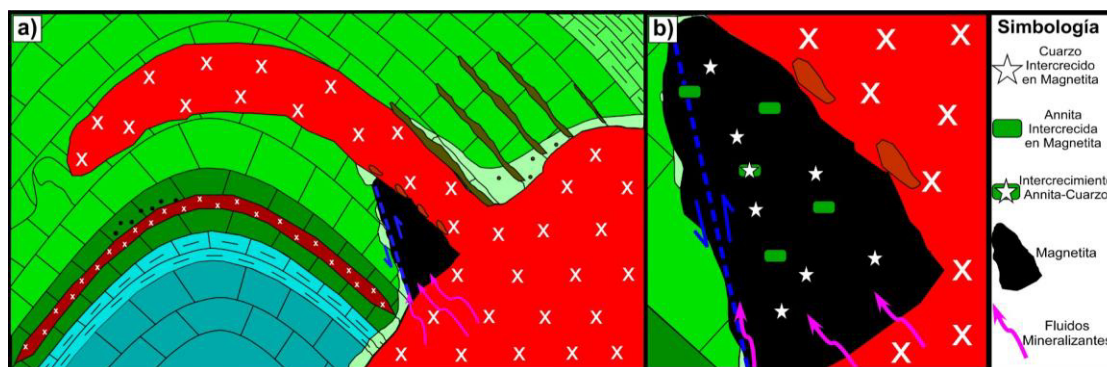 a)
b)
Simbología
Cuarzo
Intercrecido
en Magnetita
Annita
Intercrecida
en Magnetita
Intercrecimiento
Annita-Cuarzo
Magnetita
Fluidos
Mineralizantes